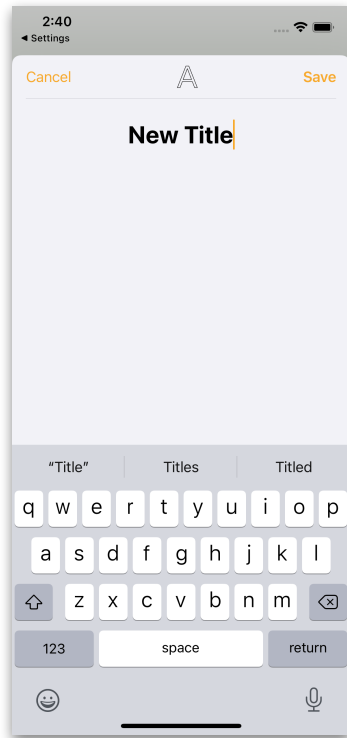 2:40
◀ Settings
Cancel A Save
New Title
“Title” Titles Titled
q w e r t y u i o p
a s d f g h j k l
z x c v b n m
123 space return